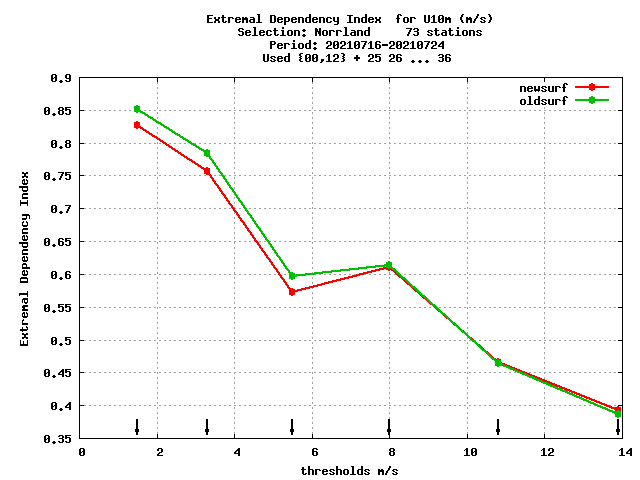 Extremal Dependency Index  for U10m (m/s)
Selection: Norrland     73 stations
Period: 20210716-20210724
Used {00,12} + 25 26 ... 36
newsurf
oldsurf
0.9
0.85
0.8
0.75
0.7
0.65
0.6
0.55
0.5
0.45
0.4
0.35
Extremal Dependency Index
0 2 4 6 8 10 12 14
thresholds m/s